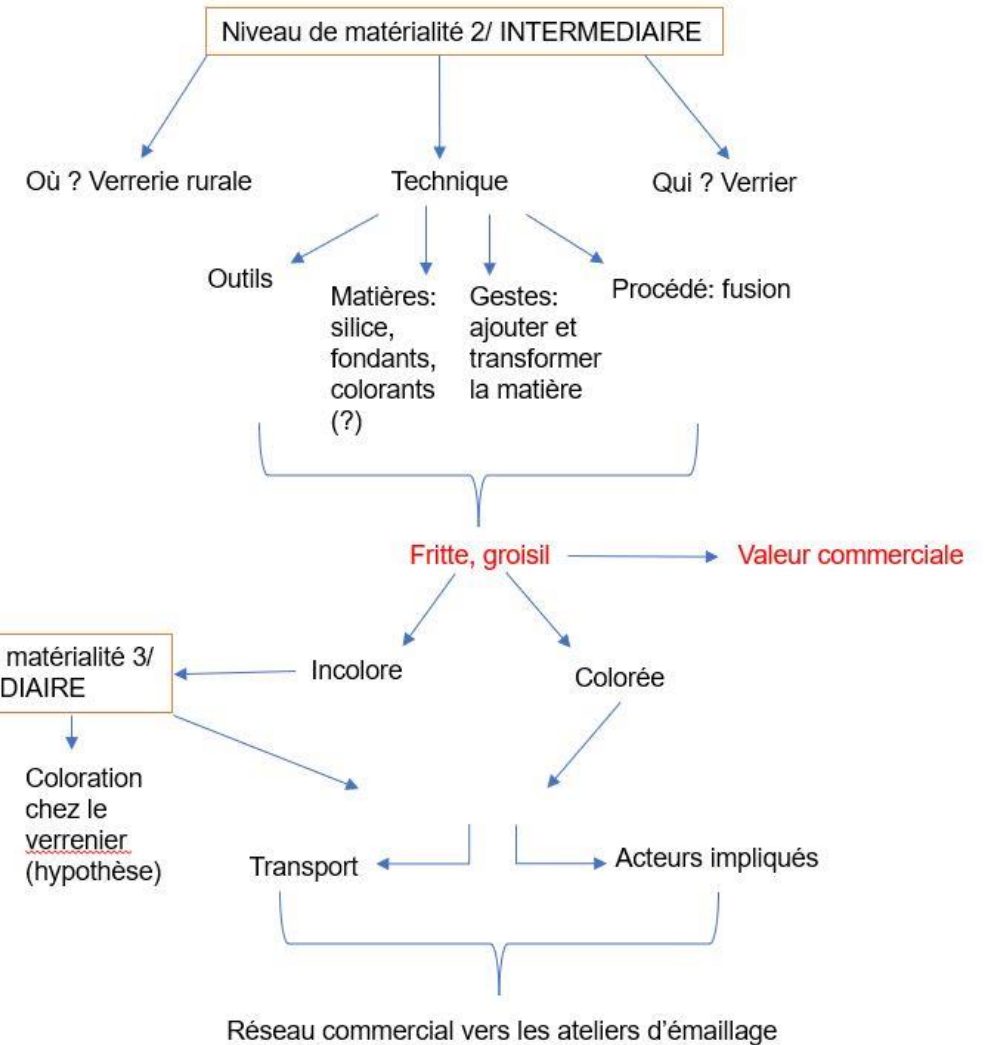 Niveau de matérialité 2/ INTERMEDIAIRE
Où ? Verrerie rurale
Technique
Qui ? Verrier
Outils
Matières:
silice,
fondants,
colorants
(?)
Gestes:
ajouter et
transformer
la matière
Procédé: fusion
Fritte, groisil
Valeur commerciale
matérialité 3/
DIAIRE
Incolore
Colorée
Coloration
chez le
verrenier
(hypothèse)
Transport
Acteurs impliqués
Réseau commercial vers les ateliers d’émaillage